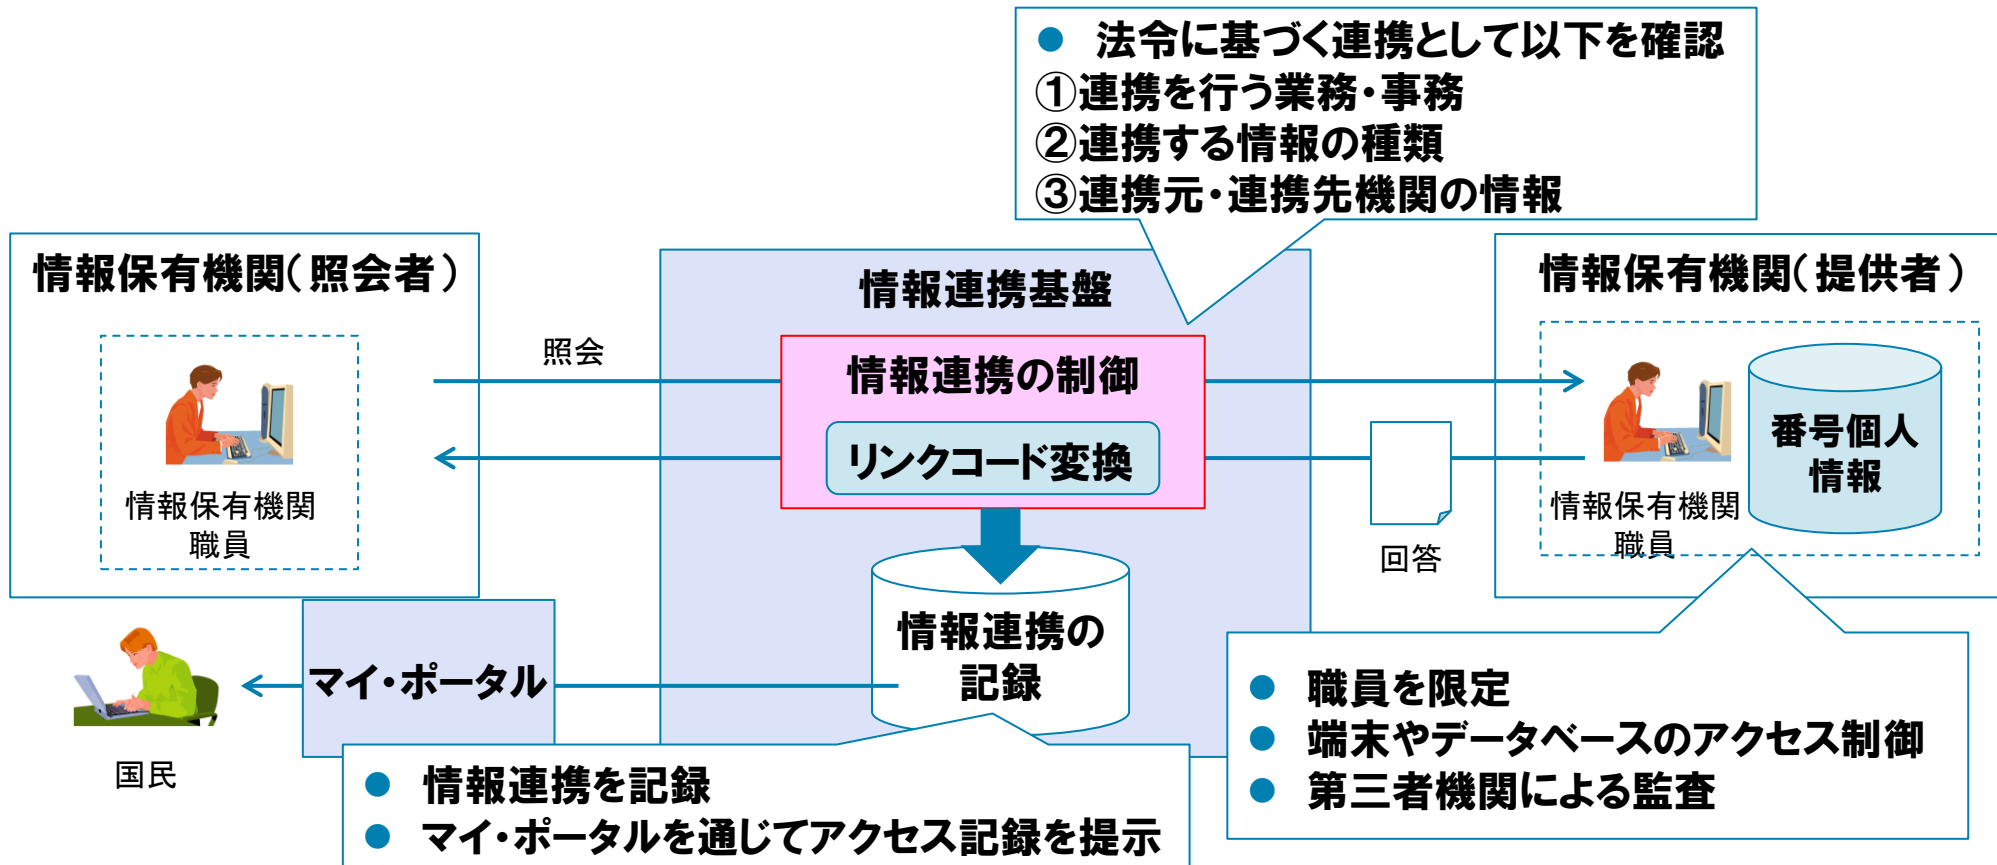 ● 法令に基づく連携として以下を確認
①連携を行う業務・事務
②連携する情報の種類
③連携元・連携先機関の情報
情報保有機関(照会者)
情報保有機関
職員
照会
情報連携基盤
情報連携の制御
リンクコード変換
情報連携の
記録
情報保有機関(提供者)
情報保有機関
職員
番号個人
情報
回答
国民
マイ・ポータル
● 情報連携を記録
● マイ・ポータルを通じてアクセス記録を提示
● 職員を限定
● 端末やデータベースのアクセス制御
● 第三者機関による監査